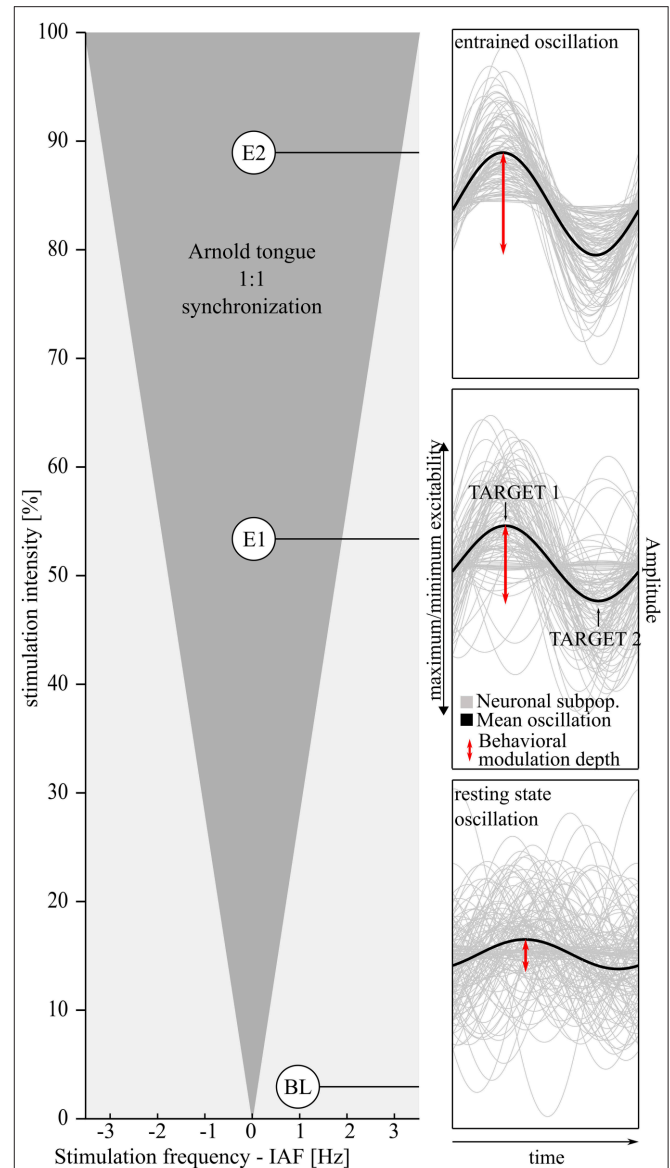 100
90
80
70
60
50
40
30
20
10
0
stimulation intensity [%]
E2
Arnold tongue
1:1
synchronization
E1
BL
-3 -2 -1 0 1 2 3
Stimulation frequency - IAF [Hz]
entrained oscillation
maximum/minimum excitability
TARGET 1
TARGET 2
Amplitude
Neuronal subpop.
Mean oscillation
Behavioral
modulation depth
resting state
oscillation
time